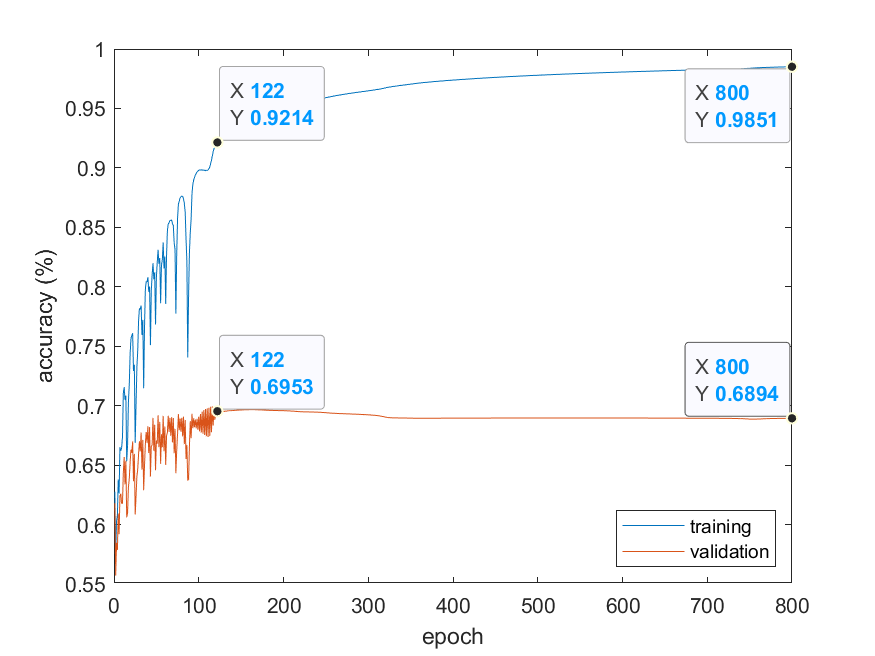 1
0.95
0.9
0.85
0.8
0.75
0.7
0.65
0.6
0.55
accuracy (%)
X 122
Y 0.9214
X 800
Y 0.9851
X 122
Y 0.6953
X 800
Y 0.6894
training
validation
0 100 200 300 400 500 600 700 800
epoch